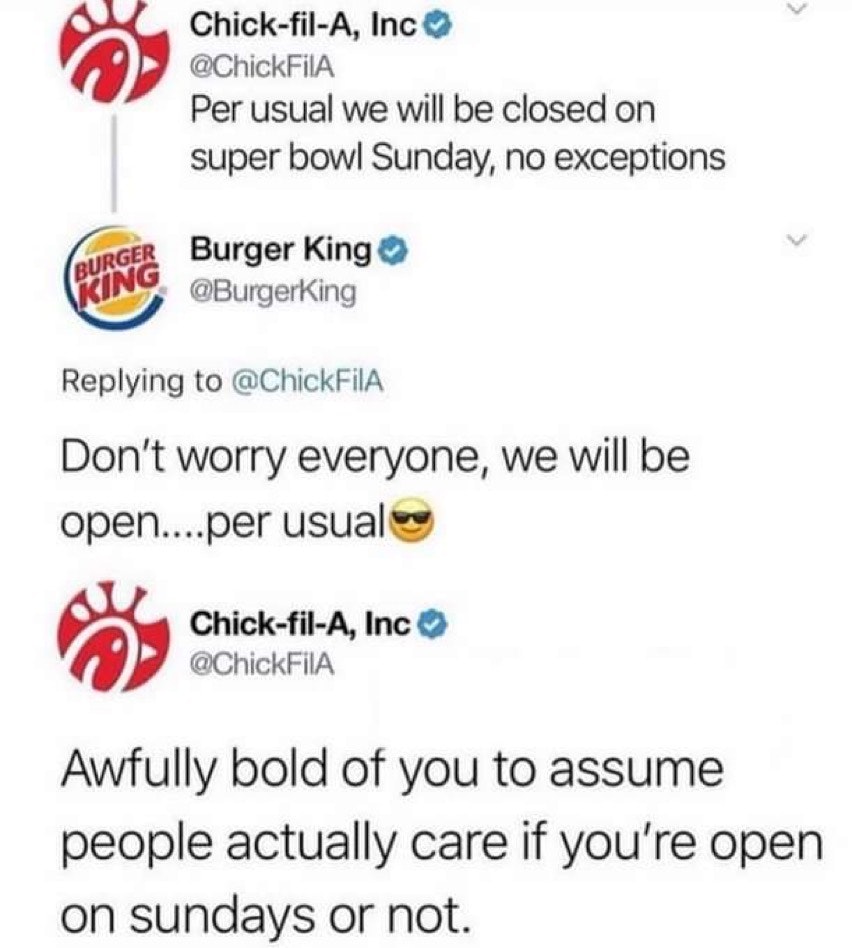 Chick-fil-A, Inc
@ChickFilA
Per usual we will be closed on
super bowl Sunday, no exceptions
BURGER
KING
Burger King
@BurgerKing
Replying to @ChickFilA
Don't worry everyone, we will be
open....per usual😎
Chick-fil-A, Inc
@ChickFilA
Awfully bold of you to assume
people actually care if you're open
on sundays or not.